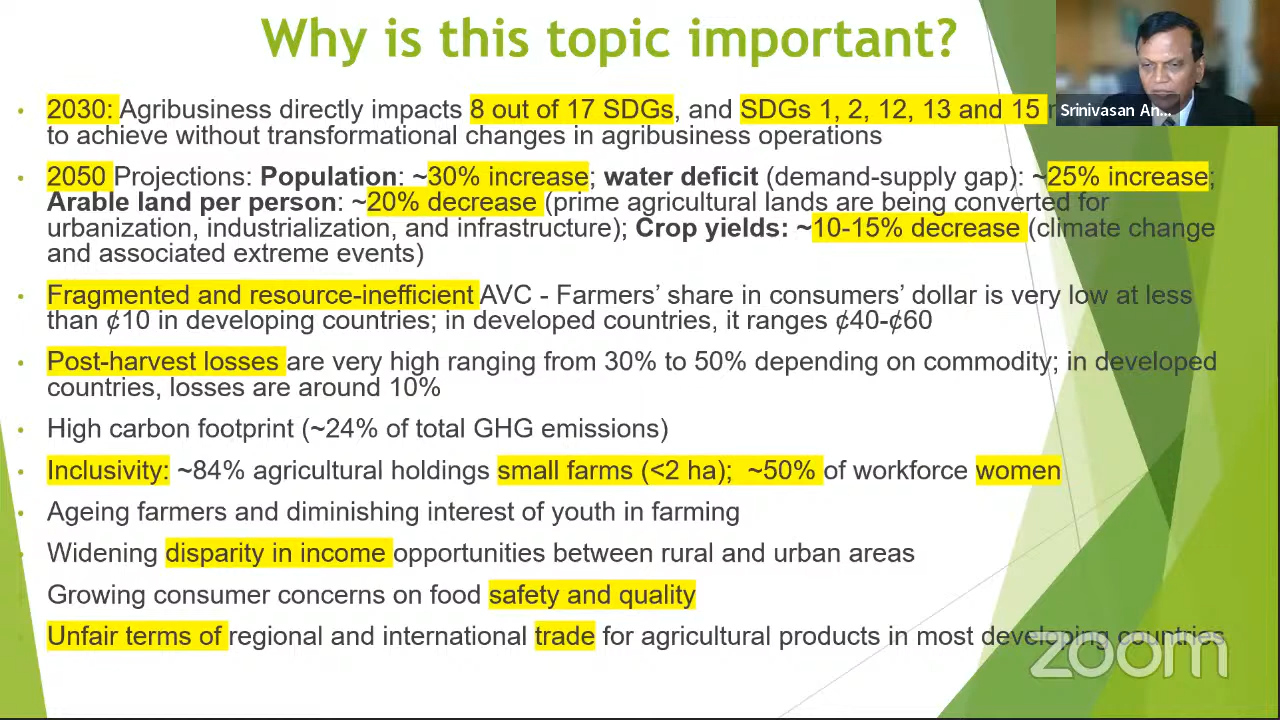 Why is this topic important?
Srinivasan An...
2030: Agribusiness directly impacts 8 out of 17 SDGs, and SDGs 1, 2, 12, 13 and 15
to achieve without transformational changes in agribusiness operations
2050 Projections: Population: ~30% increase; water deficit (demand-supply gap): ~25% increase;
Arable land per person: ~20% decrease (prime agricultural lands are being converted for
urbanization, industrialization, and infrastructure); Crop yields: ~10-15% decrease (climate change
and associated extreme events)
Fragmented and resource-inefficient AVC - Farmers’ share in consumers’ dollar is very low at less
than ¢10 in developing countries; in developed countries, it ranges ¢40-¢60
Post-harvest losses are very high ranging from 30% to 50% depending on commodity; in developed
countries, losses are around 10%
High carbon footprint (~24% of total GHG emissions)
Inclusivity: ~84% agricultural holdings small farms (<2 ha); ~50% of workforce women
Ageing farmers and diminishing interest of youth in farming
Widening disparity in income opportunities between rural and urban areas
Growing consumer concerns on food safety and quality
Unfair terms of regional and international trade for agricultural products in most developing countries
zoom